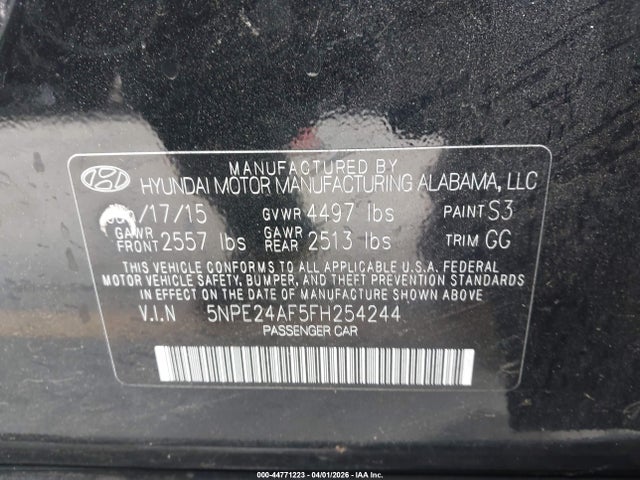 MANUFACTURED BY
HYUNDAI MOTOR MANUFACTURING ALABAMA, LLC
/17/15 GVWR 4497 lbs PAINT S3
GAWR FRONT 2557 lbs GAWR REAR 2513 lbs TRIM GG
THIS VEHICLE CONFORMS TO ALL APPLICABLE U.S.A. FEDERAL
MOTOR VEHICLE SAFETY, BUMPER, AND THEFT PREVENTION STANDARDS
IN EFFECT ON THE DATE OF MANUFACTURE SHOWN ABOVE.
V.I.N 5NPE24AF5FH254244
PASSENGER CAR
000-44771223 - 04/01/2026 - IAA Inc.